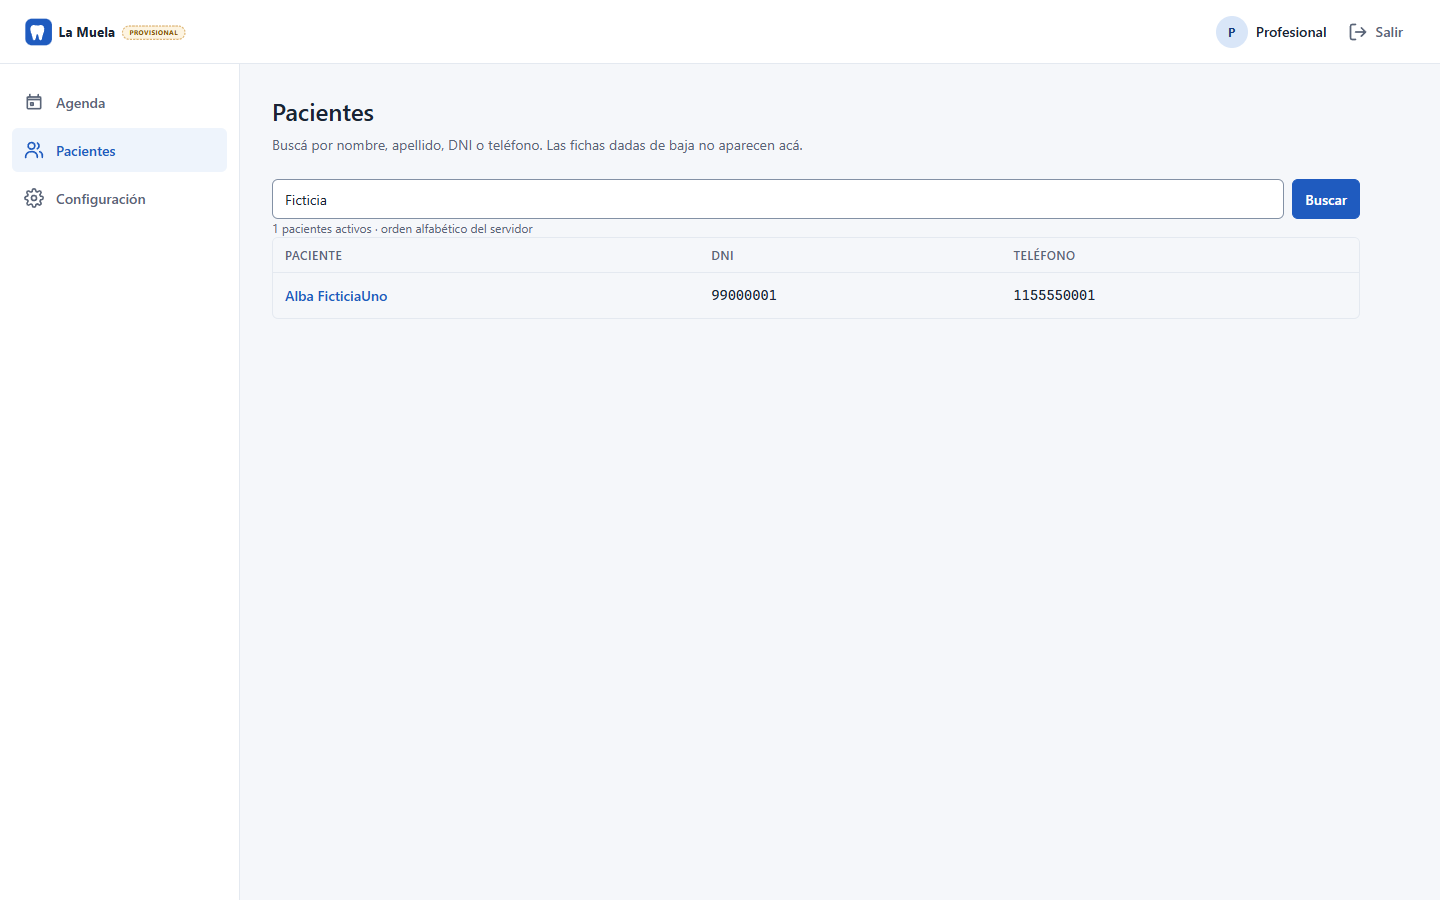 La Muela PROVISIONAL
P Profesional Salir
Agenda
Pacientes
Configuración
Pacientes
Buscá por nombre, apellido, DNI o teléfono. Las fichas dadas de baja no aparecen acá.
Ficticia Buscar
1 pacientes activos · orden alfabético del servidor
PACIENTE DNI TELÉFONO
Alba FicticiaUno 99000001 1155550001